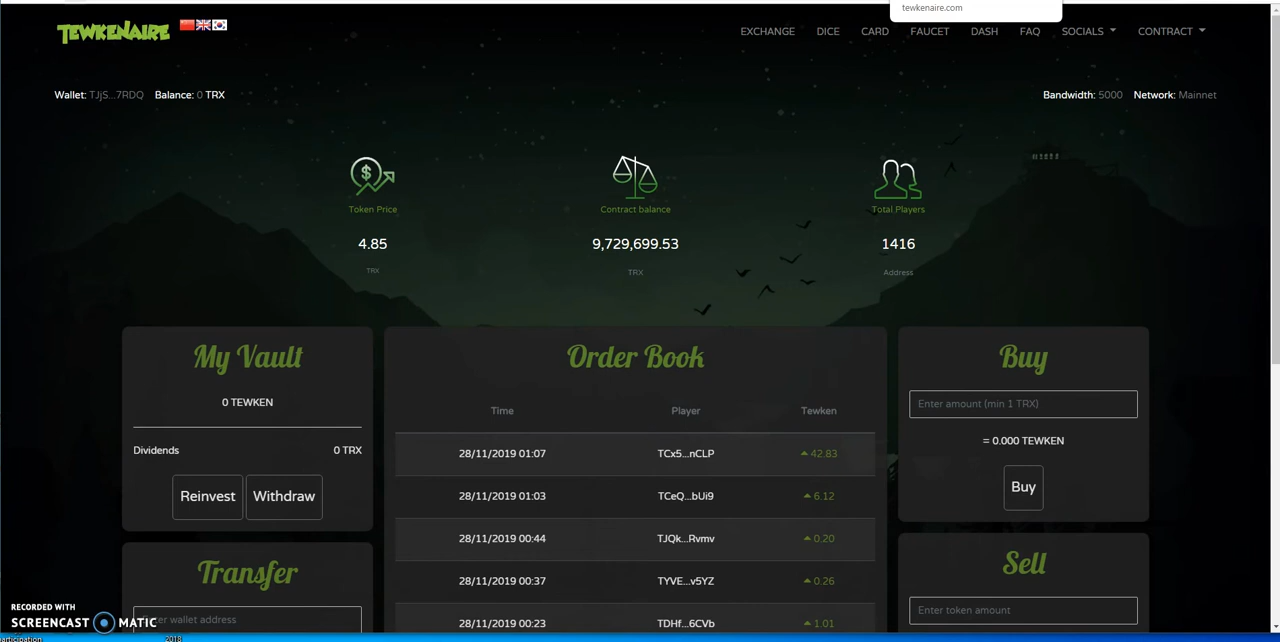 tewkenaire.com
TEWKENAIRE
EXCHANGE DICE CARD FAUCET DASH FAQ SOCIALS CONTRACT
Wallet: TJjS...7RDQ Balance: 0 TRX
Bandwidth: 5000 Network: Mainnet
Token Price
4.85
TRX
Contract balance
9,729,699.53
TRX
Total Players
1416
Address
My Vault
0 TEWKEN
Dividends 0 TRX
Reinvest Withdraw
Transfer
Enter wallet address
Order Book
Time Player Tewken
28/11/2019 01:07 TCx5...nCLP 42.83
28/11/2019 01:03 TCeQ...bUi9 6.12
28/11/2019 00:44 TJQk...Rvmv 0.20
28/11/2019 00:37 TYVE...v5YZ 0.26
28/11/2019 00:23 TDHf...6CVb 1.01
Buy
Enter amount (min 1 TRX)
= 0.000 TEWKEN
Buy
Sell
Enter token amount
RECORDED WITH
SCREENCAST MATIC
participation 2018